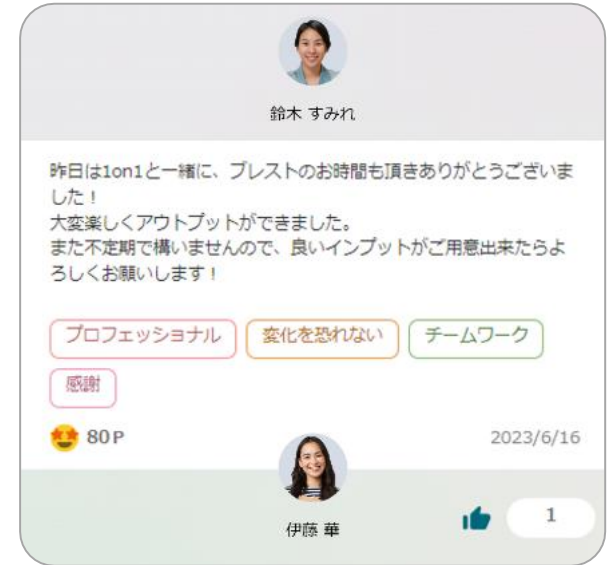 鈴木 すみれ
昨日は1on1と一緒に、ブレストのお時間も頂きありがとうございま
した！
大変楽しくアウトプットができました。
また不定期で構いませんので、良いインプットがご用意出来たらよ
ろしくお願いします！
プロフェッショナル 変化を恐れない チームワーク
感謝
80P 2023/6/16
伊藤 華
1